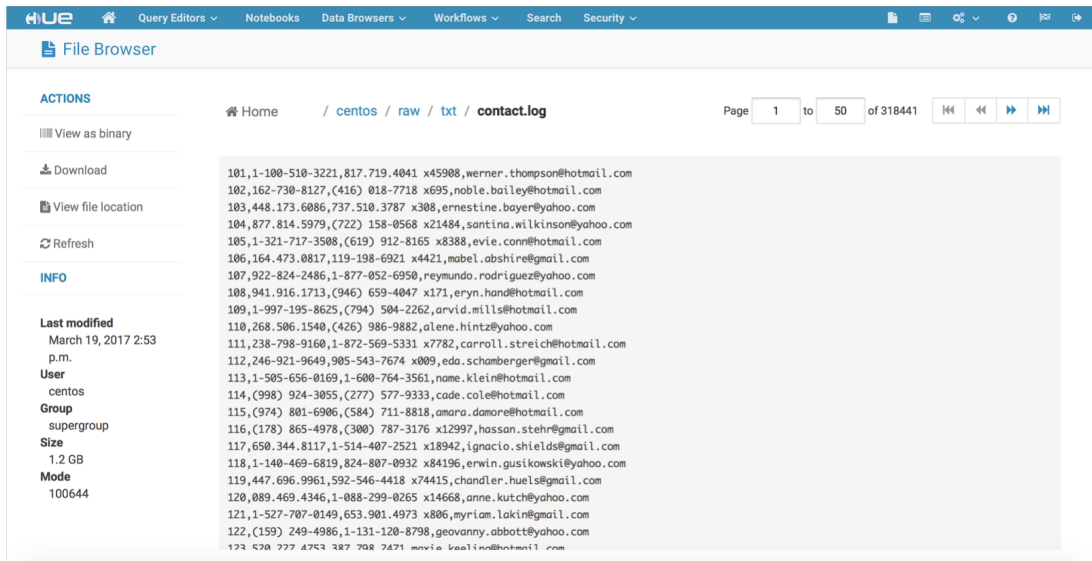 HUE Query Editors Notebooks Data Browsers Workflows Search Security
File Browser
ACTIONS
View as binary
Download
View file location
Refresh
INFO
Last modified
March 19, 2017 2:53
p.m.
User
centos
Group
supergroup
Size
1.2 GB
Mode
100644
Home / centos / raw / txt / contact.log
Page 1 to 50 of 318441
101,1-100-510-3221,817.719.4041 x45908,werner.thompson@hotmail.com
102,162-730-8127,(416) 018-7718 x695,noble.bailey@hotmail.com
103,448.173.6086,737.510.3787 x308,ernestine.bayer@yahoo.com
104,877.814.5979,(722) 158-0568 x21484,santina.wilkinson@yahoo.com
105,1-321-717-3508,(619) 912-8165 x8388,evie.conn@hotmail.com
106,164.473.0817,119-198-6921 x4421,mabel.abshire@gmail.com
107,922-824-2486,1-877-052-6950,reymundo.rodriguez@yahoo.com
108,941.916.1713,(946) 659-4047 x171,eryn.hand@hotmail.com
109,1-997-195-8625,(794) 504-2262,arvid.mills@hotmail.com
110,268.506.1540,(426) 986-9882,alene.hintz@yahoo.com
111,238-798-9160,1-872-569-5331 x7782,carroll.streich@hotmail.com
112,246-921-9649,905-543-7674 x009,eda.schamberger@gmail.com
113,1-505-656-0169,1-600-764-3561,name.klein@hotmail.com
114,(998) 924-3055,(277) 577-9333,cade.cole@hotmail.com
115,(974) 801-6906,(584) 711-8818,amara.damore@hotmail.com
116,(178) 865-4978,(300) 787-3176 x12997,hassan.stehr@gmail.com
117,650.344.8117,1-514-407-2521 x18942,ignacio.shields@gmail.com
118,1-140-469-6819,824-807-0932 x84196,erwin.gusikowski@yahoo.com
119,447.696.9961,592-546-4418 x74415,chandler.huels@gmail.com
120,089.469.4346,1-088-299-0265 x14668,anne.kutch@yahoo.com
121,1-527-707-0149,653.901.4973 x806,myriam.lakin@gmail.com
122,(159) 249-4986,1-131-120-8798,geovanny.abbott@yahoo.com
123,520.227.4753,387.798.2471,maxie.keeling@hotmail.com